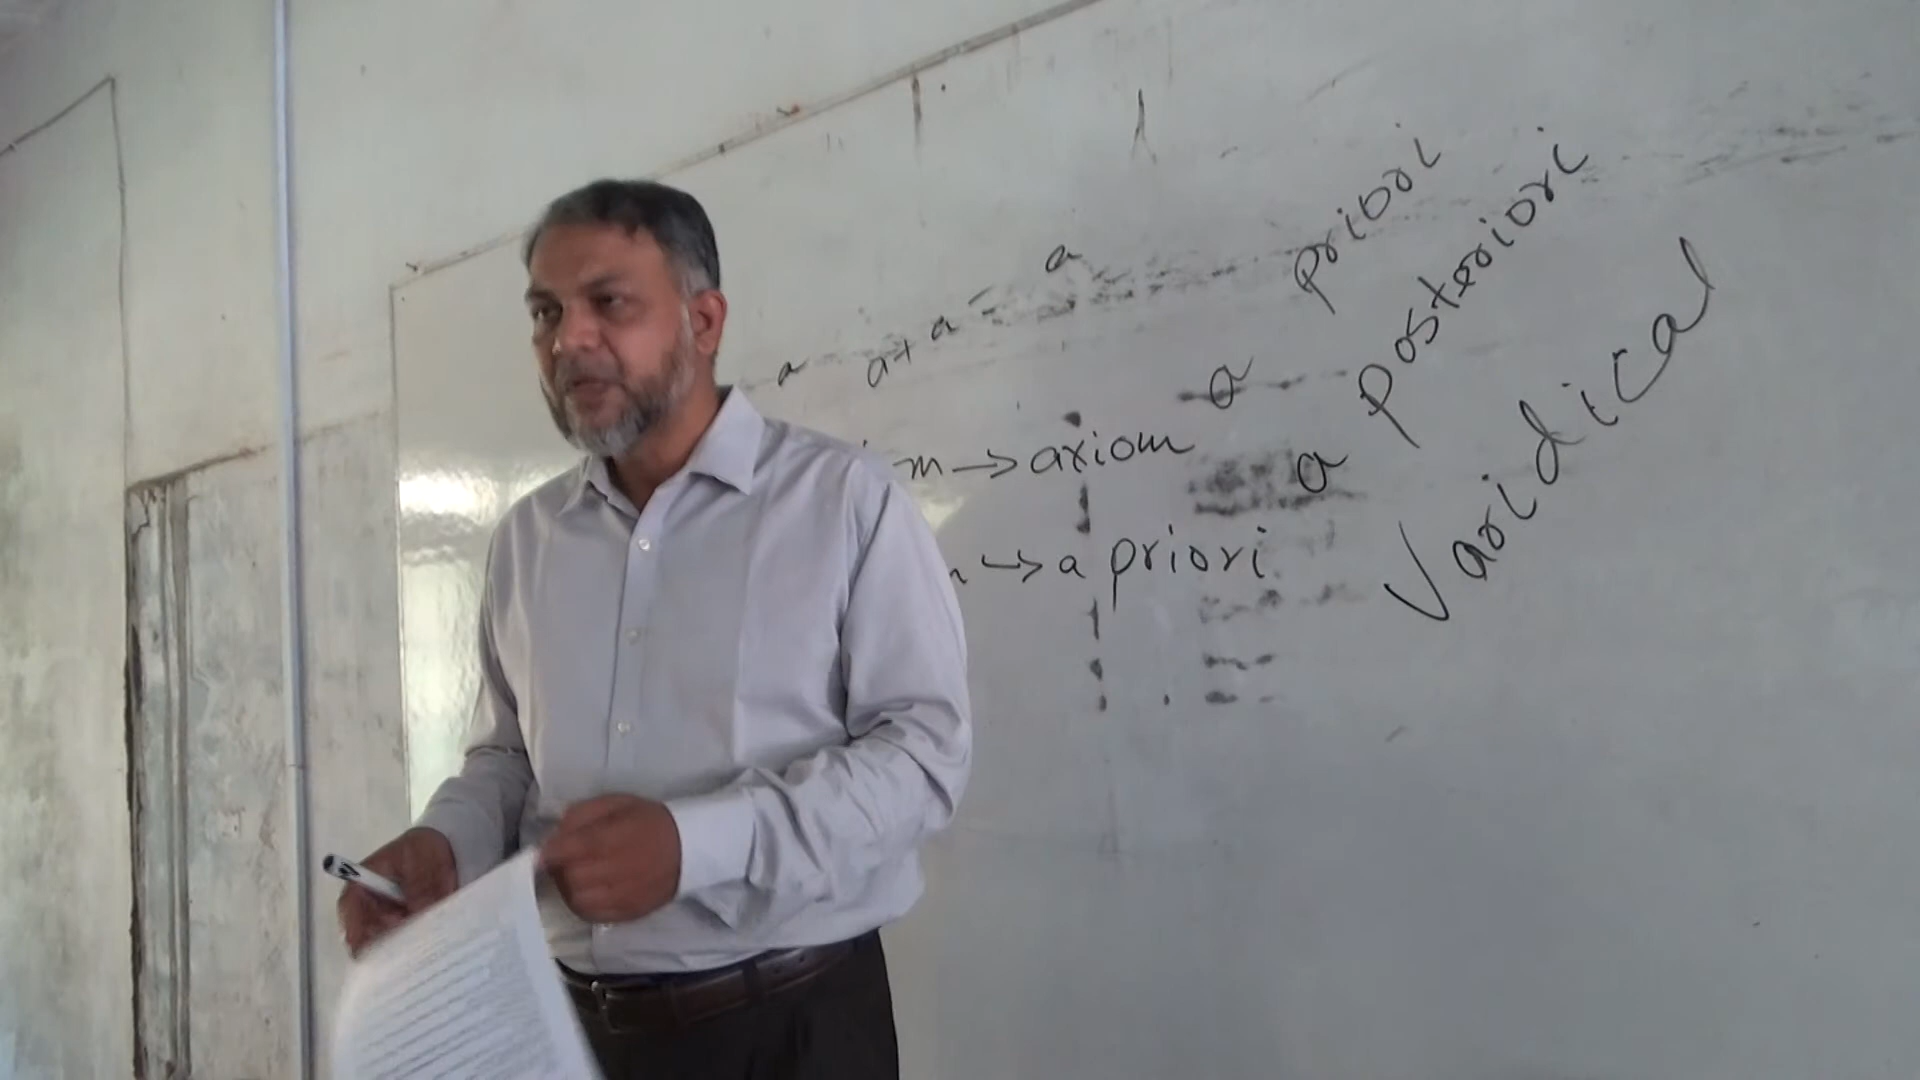 a a+a = a
a priori
m → axiom
a posteriori
→ a priori
Varidical